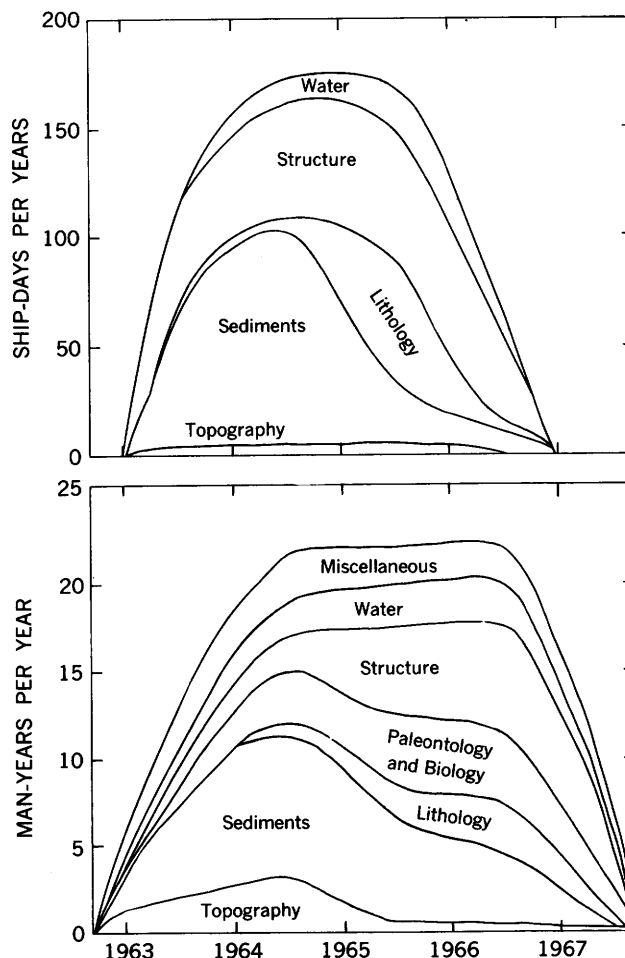 200
150
100
50
0
SHIP-DAYS PER YEARS
Water
Structure
Lithology
Sediments
Topography
25
20
15
10
5
0
MAN-YEARS PER YEAR
Miscellaneous
Water
Structure
Paleontology
and Biology
Lithology
Sediments
Topography
1963 1964 1965 1966 1967